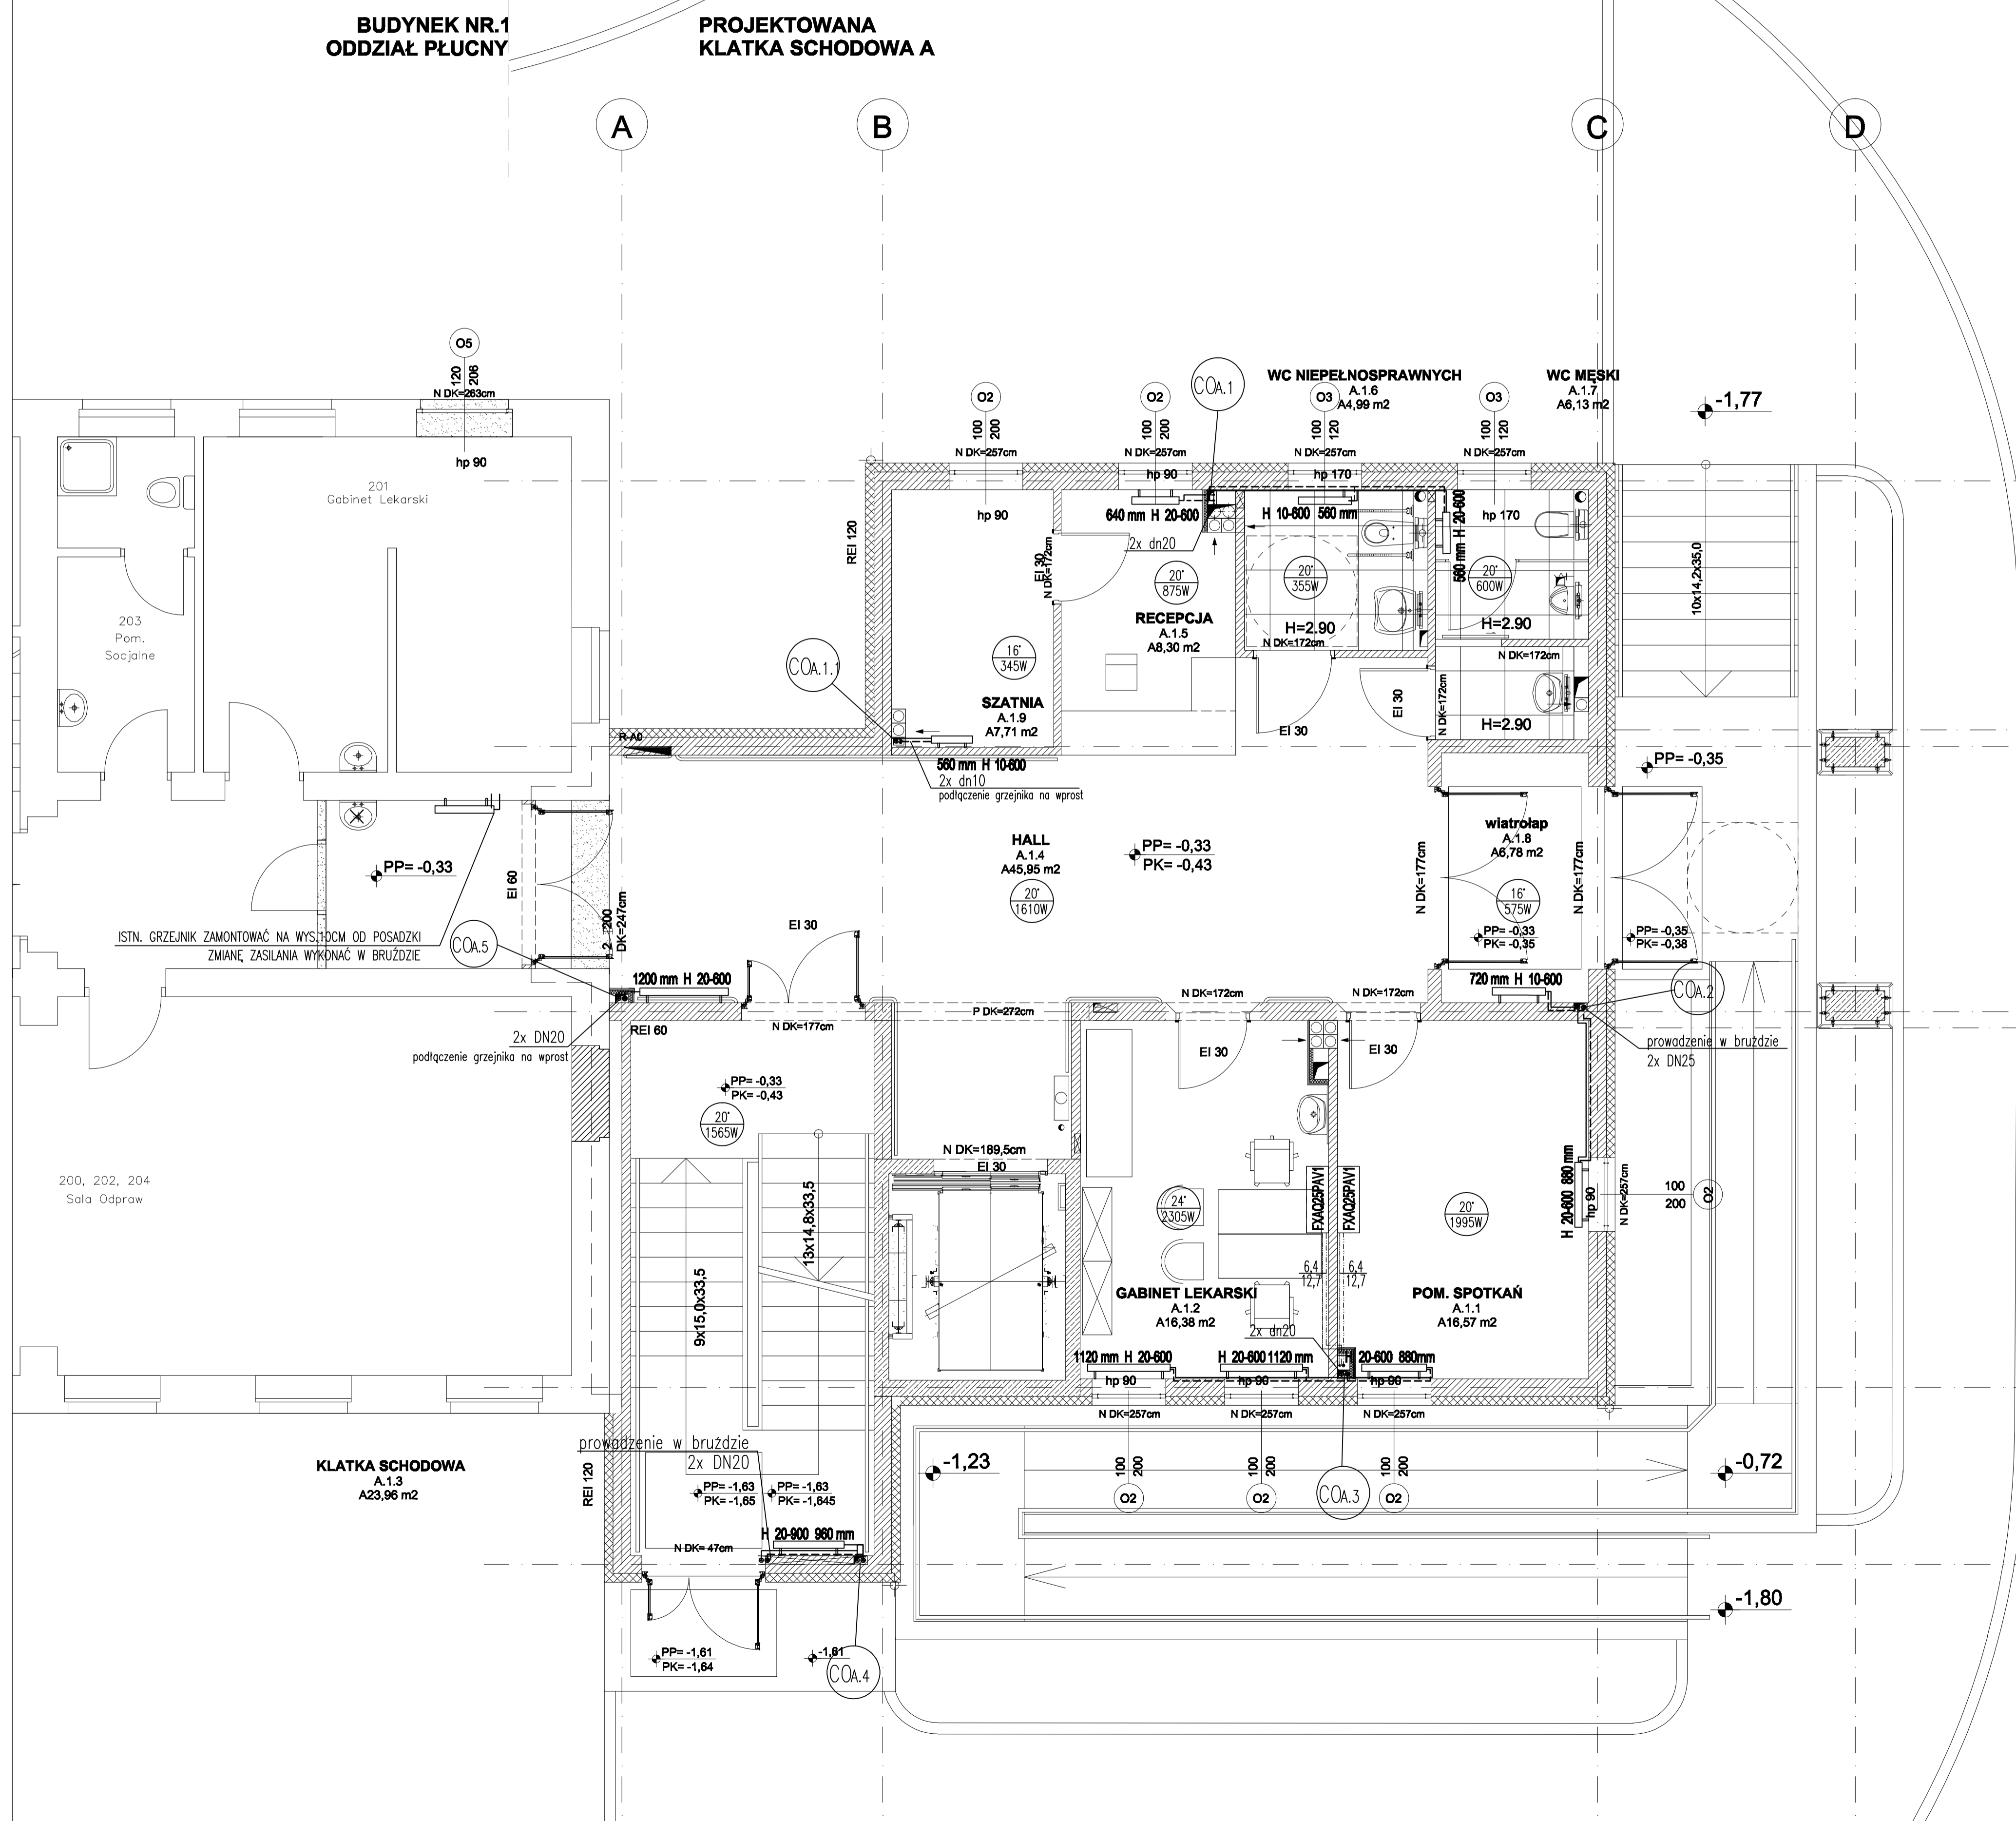 BUDYNEK NR.1
ODDZIAŁ PŁUCNY
PROJEKTOWANA
KLATKA SCHODOWA A
A
B
C
D
O5
120
206
N DK=263cm
hp 90
201
Gabinet Lekarski
203
Pom.
Socjalne
O2
100
200
N DK=257cm
hp 90
O2
100
200
N DK=257cm
hp 90
COA.1
WC NIEPEŁNOSPRAWNYCH
A.1.6
A4,99 m2
O3
100
120
N DK=257cm
hp 170
WC MĘSKI
A.1.7
A6,13 m2
O3
100
120
N DK=257cm
hp 170
-1,77
REI 120
640 mm H 20-600
2x dn20
H 10-600 560 mm
560 mm H 20-600
EI 30
N DK=172cm
20°
875W
20°
355W
20°
600W
RECEPCJA
A.1.5
A8,30 m2
H=2.90
N DK=172cm
H=2.90
N DK=172cm
10x14,2x35,0
COA.1.1
16°
345W
SZATNIA
A.1.9
A7,71 m2
EI 30
EI 30
N DK=172cm
H=2.90
R-A0
560 mm H 10-600
2x dn10
podłączenie grzejnika na wprost
PP= -0,35
wiatrołap
A.1.8
A6,78 m2
HALL
A.1.4
A45,95 m2
20°
1610W
PP= -0,33
PK= -0,43
PP= -0,33
EI 60
2 200
DK=247cm
N DK=177cm
N DK=177cm
16°
575W
PP= -0,33
PK= -0,35
PP= -0,35
PK= -0,38
ISTN. GRZEJNIK ZAMONTOWAĆ NA WYS.10CM OD POSADZKI
ZMIANĘ ZASILANIA WYKONAĆ W BRUŹDZIE
COA.5
EI 30
1200 mm H 20-600
720 mm H 10-600
COA.2
N DK=172cm
N DK=172cm
P DK=272cm
N DK=177cm
REI 60
2x DN20
podłączenie grzejnika na wprost
prowadzenie w bruździe
2x DN25
EI 30
EI 30
PP= -0,33
PK= -0,43
20°
1565W
N DK=189,5cm
EI 30
200, 202, 204
Sala Odpraw
13x14,8x33,5
9x15,0x33,5
24°
2305W
FXAQ25PAV1
FXAQ25PAV1
20°
1995W
H 20-600 880 mm
hp 90
N DK=257cm
100
200
O2
6,4
12,7
6,4
12,7
GABINET LEKARSKI
A.1.2
A16,38 m2
POM. SPOTKAŃ
A.1.1
A16,57 m2
2x dn20
1120 mm H 20-600
H 20-600 1120 mm
H 20-600 880mm
hp 90
hp 90
hp 90
N DK=257cm
N DK=257cm
N DK=257cm
100
200
100
200
100
200
O2
O2
O2
COA.3
KLATKA SCHODOWA
A.1.3
A23,96 m2
REI 120
prowadzenie w bruździe
2x DN20
PP= -1,63
PK= -1,65
PP= -1,63
PK= -1,645
H 20-900 960 mm
N DK= 47cm
-1,23
-0,72
-1,80
PP= -1,61
PK= -1,64
-1,61
COA.4